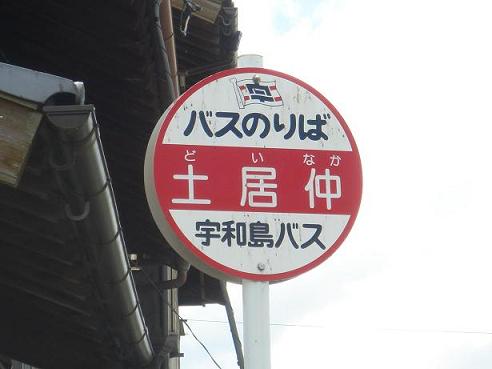 バスのりば
どいなか
土居仲
宇和島バス